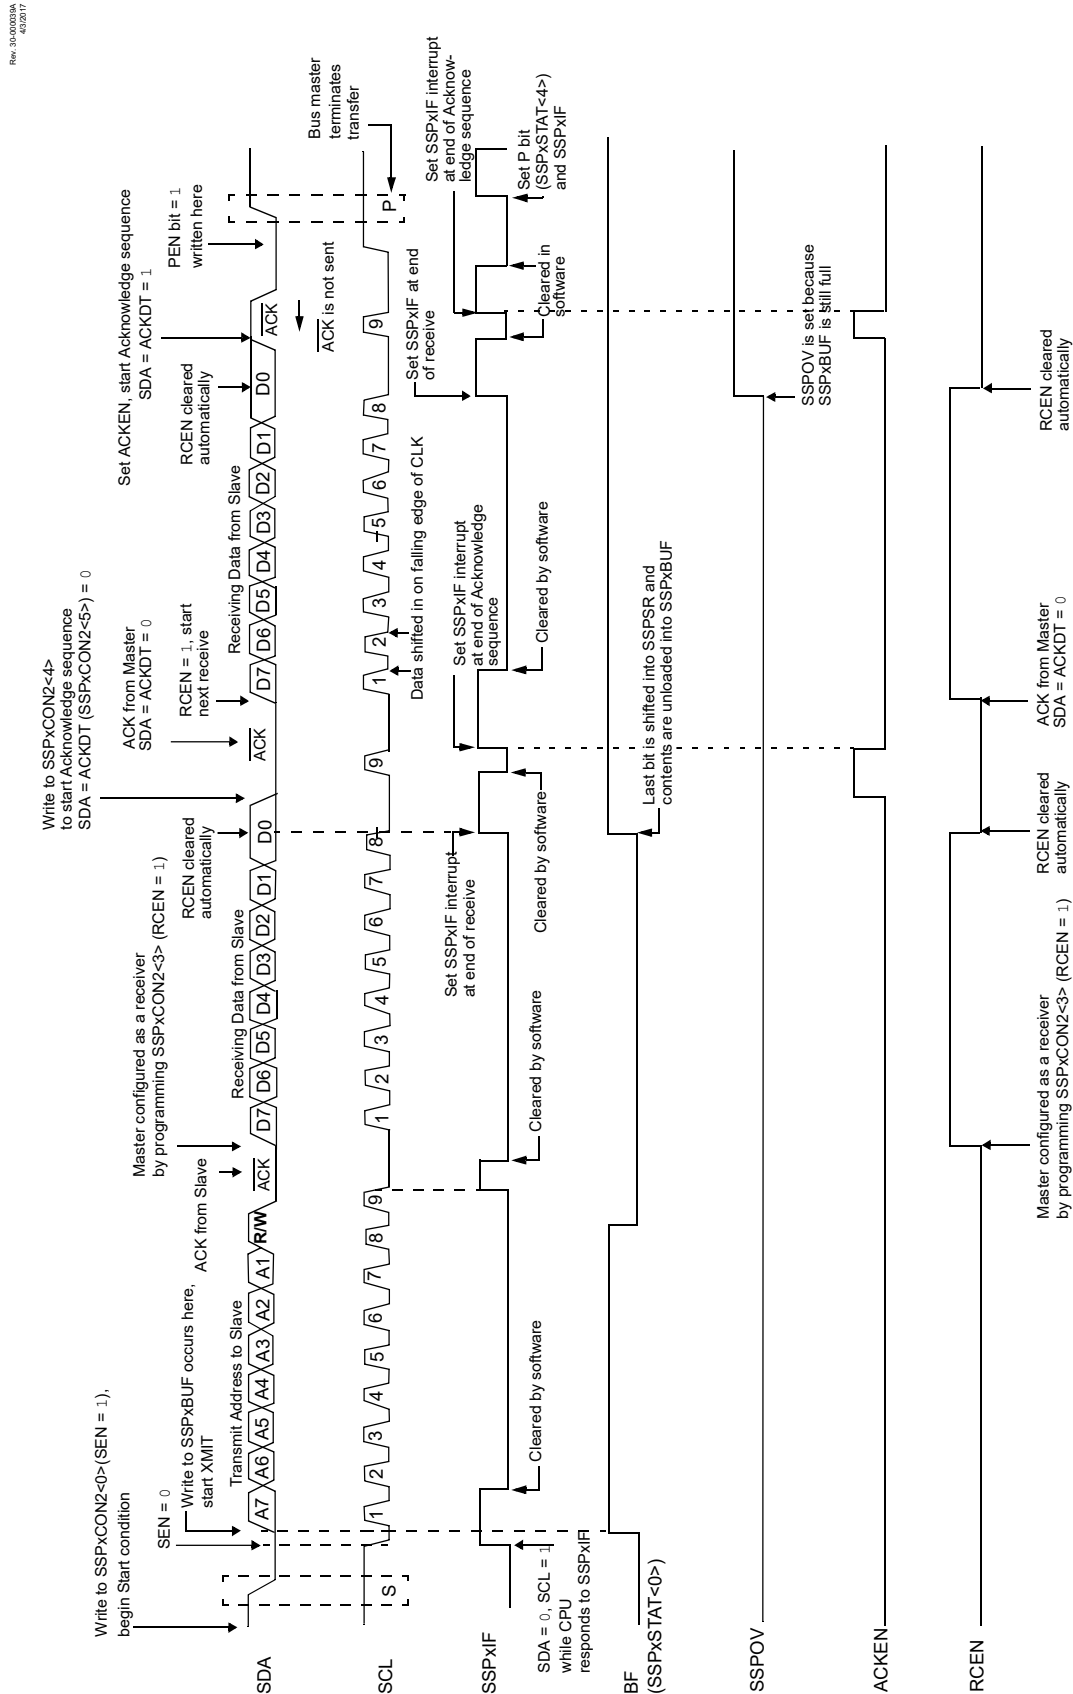 Rev. 30-000039A
4/3/2017
Write to SSPxCON2<4>
to start Acknowledge sequence
SDA = ACKDT (SSPxCON2<5>) = 0
Write to SSPxCON2<0>(SEN = 1),
begin Start condition
SEN = 0
Write to SSPxBUF occurs here,
start XMIT
ACK from Slave
Master configured as a receiver
by programming SSPxCON2<3> (RCEN = 1)
RCEN cleared
automatically
ACK from Master
SDA = ACKDT = 0
RCEN = 1, start
next receive
Set ACKEN, start Acknowledge sequence
SDA = ACKDT = 1
RCEN cleared
automatically
PEN bit = 1
written here
Transmit Address to Slave
Receiving Data from Slave
Receiving Data from Slave
SDA
A7 A6 A5 A4 A3 A2 A1 R/W ACK D7 D6 D5 D4 D3 D2 D1 D0 ACK D7 D6 D5 D4 D3 D2 D1 D0 ACK
ACK is not sent
Bus master
terminates
transfer
SCL
S 1 2 3 4 5 6 7 8 9 1 2 3 4 5 6 7 8 9 1 2 3 4 5 6 7 8 9 P
Data shifted in on falling edge of CLK
Set SSPxIF interrupt
at end of receive
Set SSPxIF interrupt
at end of Acknowledge
sequence
Set SSPxIF at end
of receive
Set SSPxIF interrupt
at end of Acknow-
ledge sequence
SSPxIF
SDA = 0, SCL = 1
while CPU
responds to SSPxIF
Cleared by software
Cleared by software
Cleared by software
Cleared by software
Cleared by software
Cleared in
software
Set P bit
(SSPxSTAT<4>)
and SSPxIF
BF
(SSPxSTAT<0>)
Last bit is shifted into SSPSR and
contents are unloaded into SSPxBUF
SSPOV
SSPOV is set because
SSPxBUF is still full
ACKEN
RCEN
Master configured as a receiver
by programming SSPxCON2<3> (RCEN = 1)
RCEN cleared
automatically
ACK from Master
SDA = ACKDT = 0
RCEN cleared
automatically